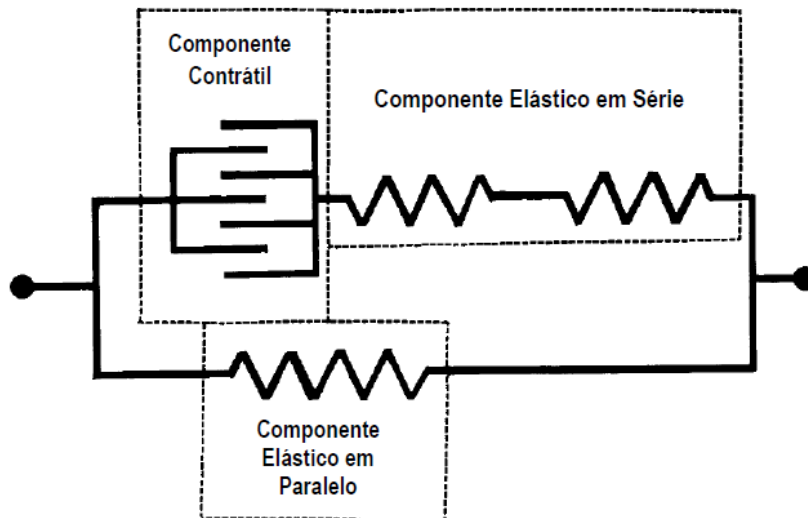 Componente
Contrátil
Componente Elástico em Série
Componente
Elástico em
Paralelo